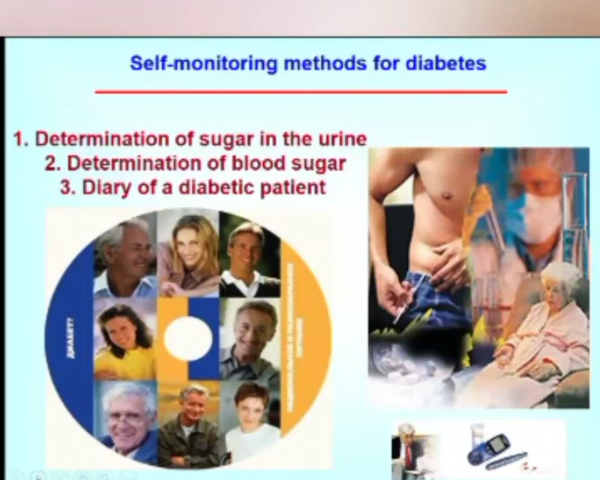 Self-monitoring methods for diabetes
1. Determination of sugar in the urine
2. Determination of blood sugar
3. Diary of a diabetic patient
ДИАБЕТ?